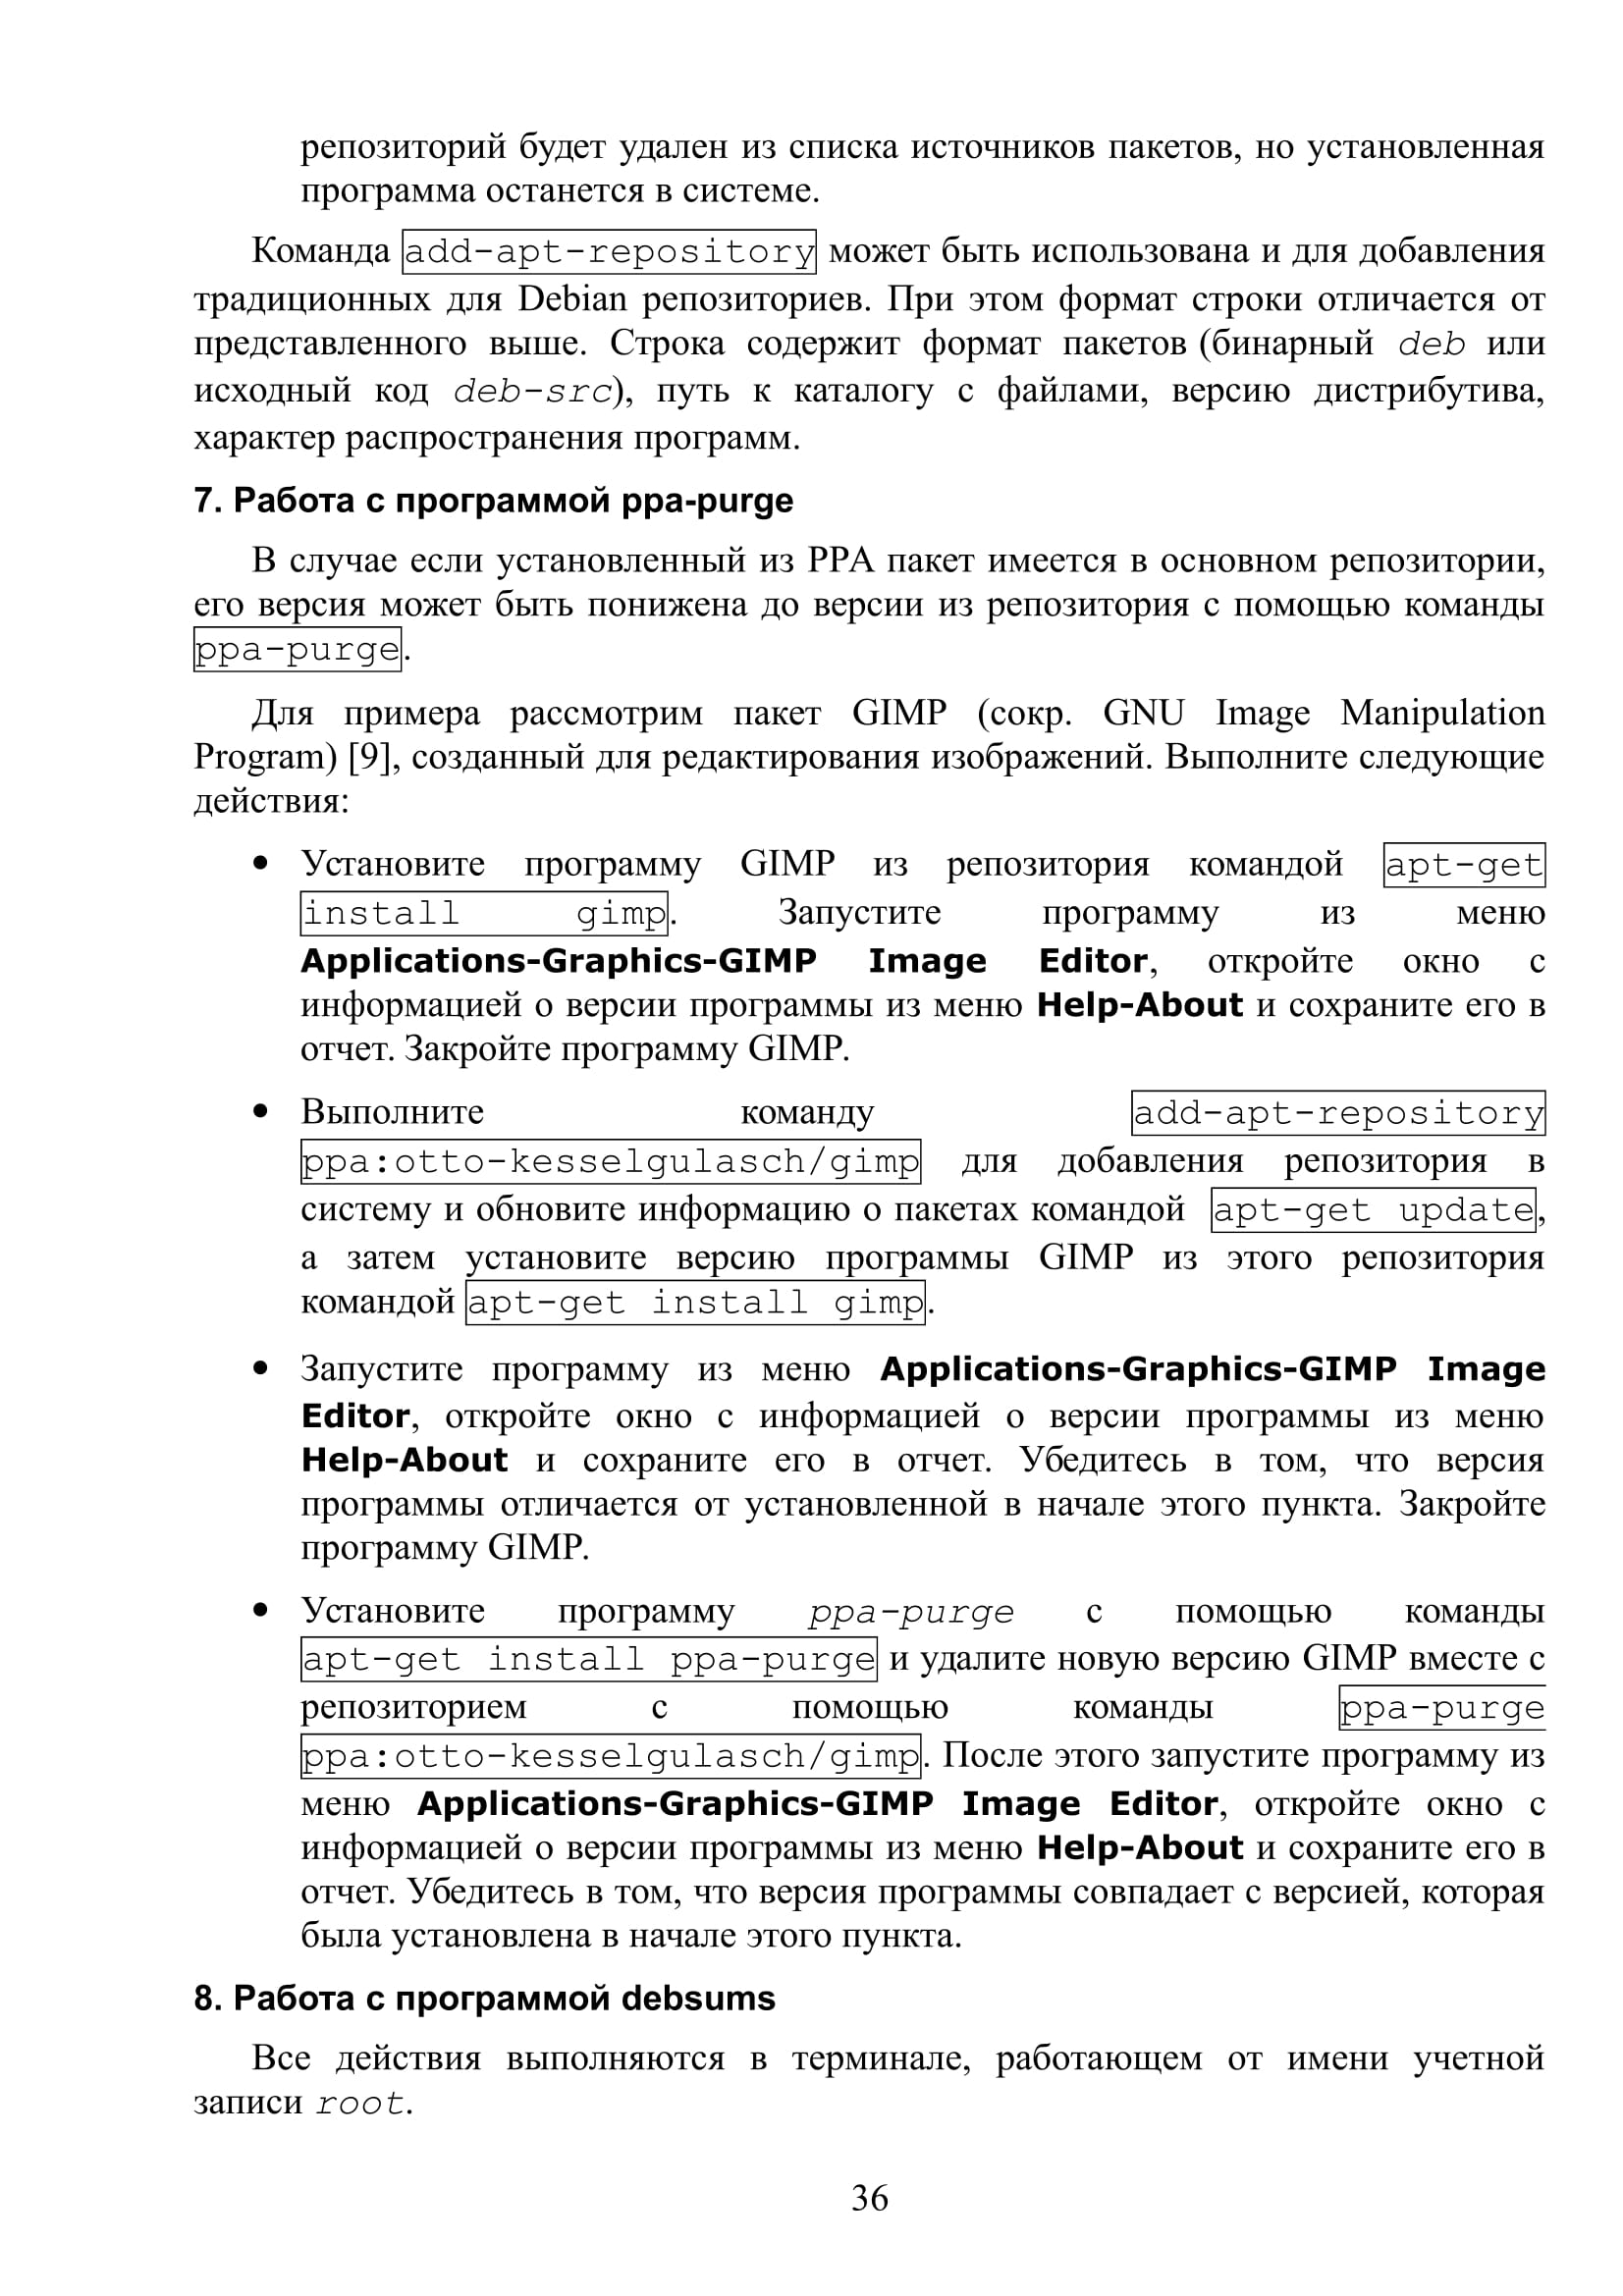 репозиторий будет удален из списка источников пакетов, но установленная
программа останется в системе.
Команда add-apt-repository может быть использована и для добавления
традиционных для Debian репозиториев. При этом формат строки отличается от
представленного выше. Строка содержит формат пакетов (бинарный deb или
исходный код deb-src), путь к каталогу с файлами, версию дистрибутива,
характер распространения программ.
7. Работа с программой ppa-purge
В случае если установленный из PPA пакет имеется в основном репозитории,
его версия может быть понижена до версии из репозитория с помощью команды
ppa-purge.
Для примера рассмотрим пакет GIMP (сокр. GNU Image Manipulation
Program) [9], созданный для редактирования изображений. Выполните следующие
действия:
• Установите программу GIMP из репозитория командой apt-get
install gimp. Запустите программу из меню
Applications-Graphics-GIMP Image Editor, откройте окно с
информацией о версии программы из меню Help-About и сохраните его в
отчет. Закройте программу GIMP.
• Выполните команду add-apt-repository
ppa:otto-kesselgulasch/gimp для добавления репозитория в
систему и обновите информацию о пакетах командой apt-get update,
а затем установите версию программы GIMP из этого репозитория
командой apt-get install gimp.
• Запустите программу из меню Applications-Graphics-GIMP Image
Editor, откройте окно с информацией о версии программы из меню
Help-About и сохраните его в отчет. Убедитесь в том, что версия
программы отличается от установленной в начале этого пункта. Закройте
программу GIMP.
• Установите программу ppa-purge с помощью команды
apt-get install ppa-purge и удалите новую версию GIMP вместе с
репозиторием с помощью команды ppa-purge
ppa:otto-kesselgulasch/gimp. После этого запустите программу из
меню Applications-Graphics-GIMP Image Editor, откройте окно с
информацией о версии программы из меню Help-About и сохраните его в
отчет. Убедитесь в том, что версия программы совпадает с версией, которая
была установлена в начале этого пункта.
8. Работа с программой debsums
Все действия выполняются в терминале, работающем от имени учетной
записи root.
36